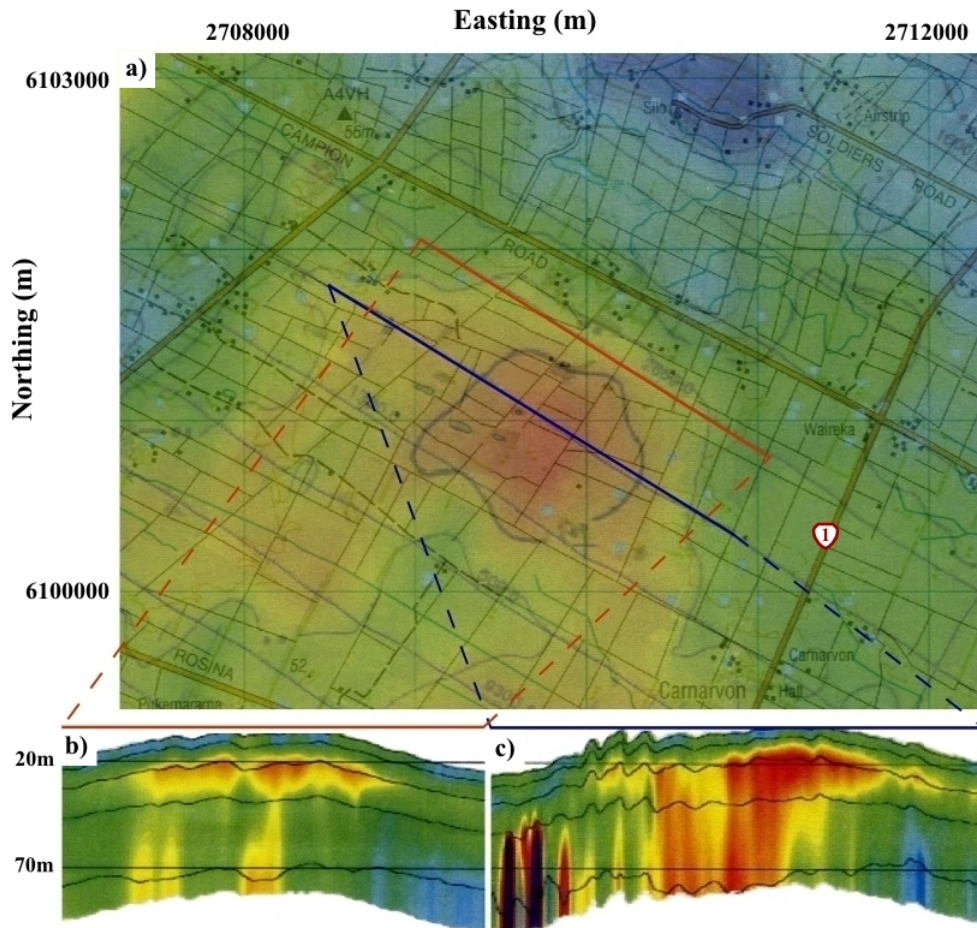 Easting (m)
2708000
2712000
6103000
a)
A4VH
55m
CAMPION
ROAD
Silo
Airstrip
SOLDIERS
ROAD
Northing (m)
Waireka
1
6100000
Carnarvon
Hall
Carnarvon
ROSINA
52
b)
c)
20m
70m